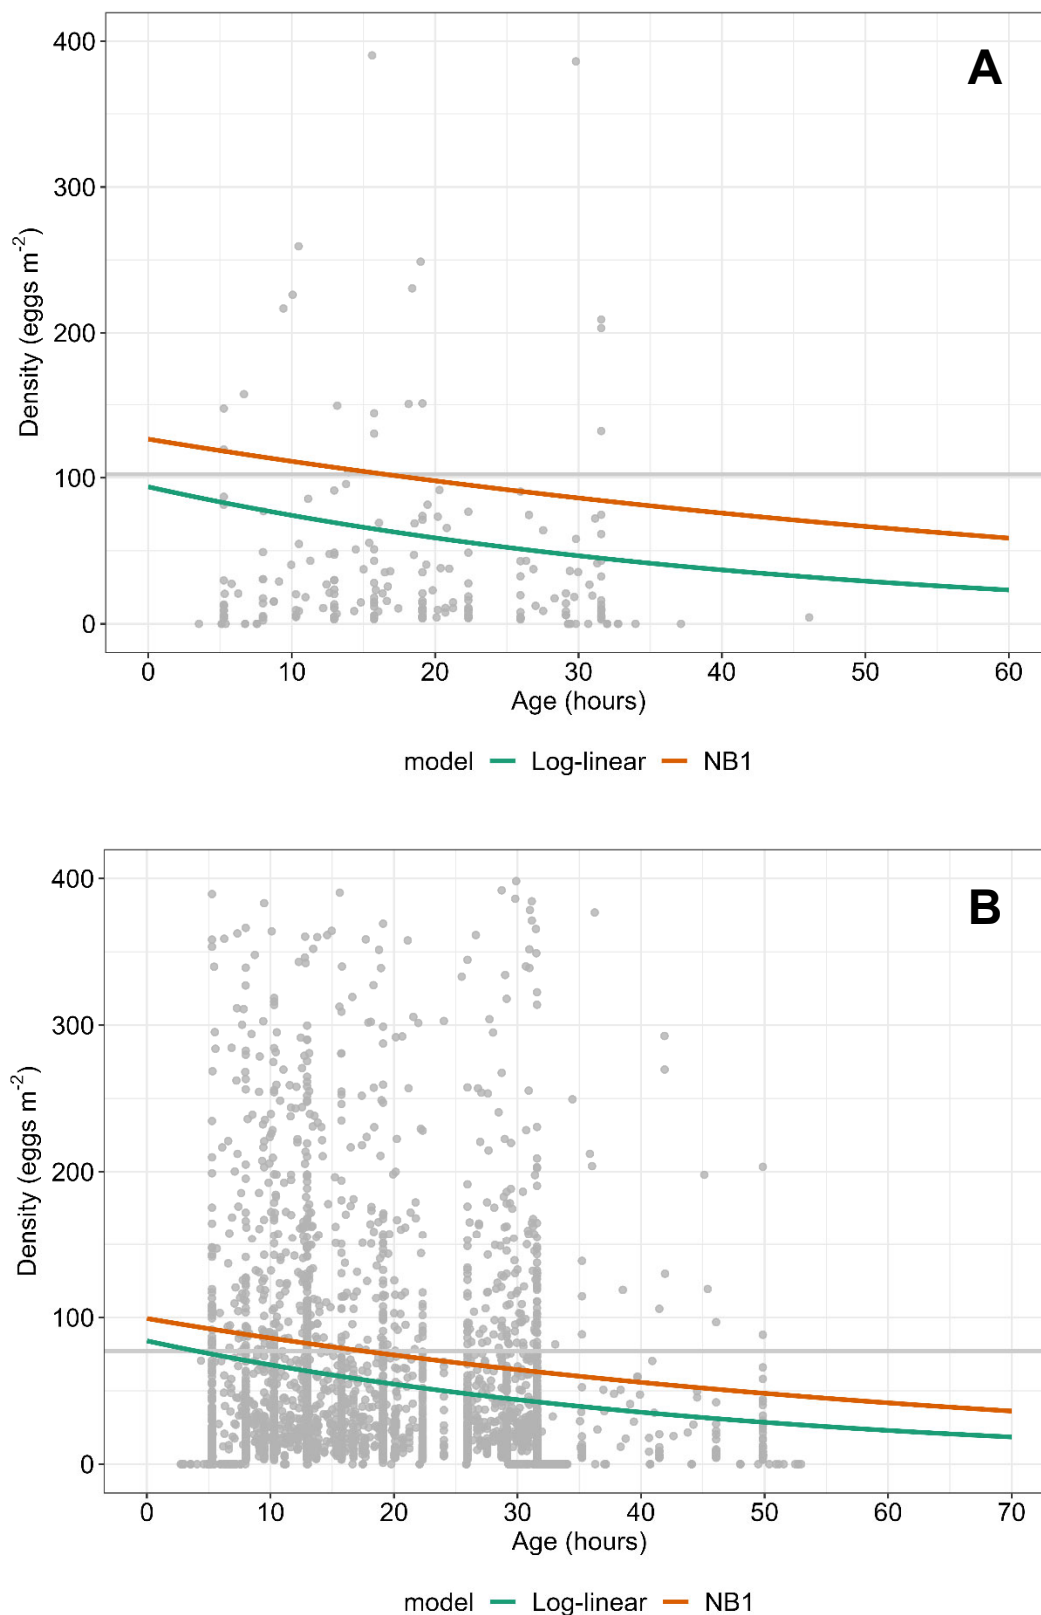 A
400
300
200
100
0
Density (eggs m⁻²)
0 10 20 30 40 50 60
Age (hours)
model Log-linear NB1
B
400
300
200
100
0
Density (eggs m⁻²)
0 10 20 30 40 50 60 70
Age (hours)
model Log-linear NB1